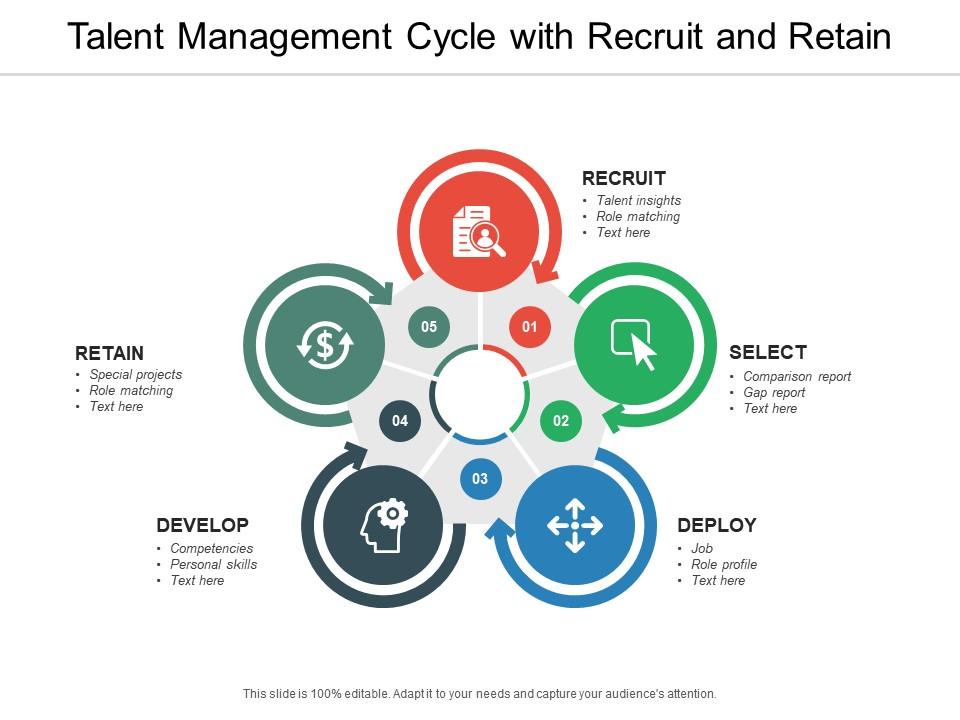 Talent Management Cycle with Recruit and Retain
RECRUIT
• Talent insights
• Role matching
• Text here
05
01
$
RETAIN
• Special projects
• Role matching
• Text here
SELECT
• Comparison report
• Gap report
• Text here
04
02
03
DEVELOP
• Competencies
• Personal skills
• Text here
DEPLOY
• Job
• Role profile
• Text here
This slide is 100% editable. Adapt it to your needs and capture your audience's attention.